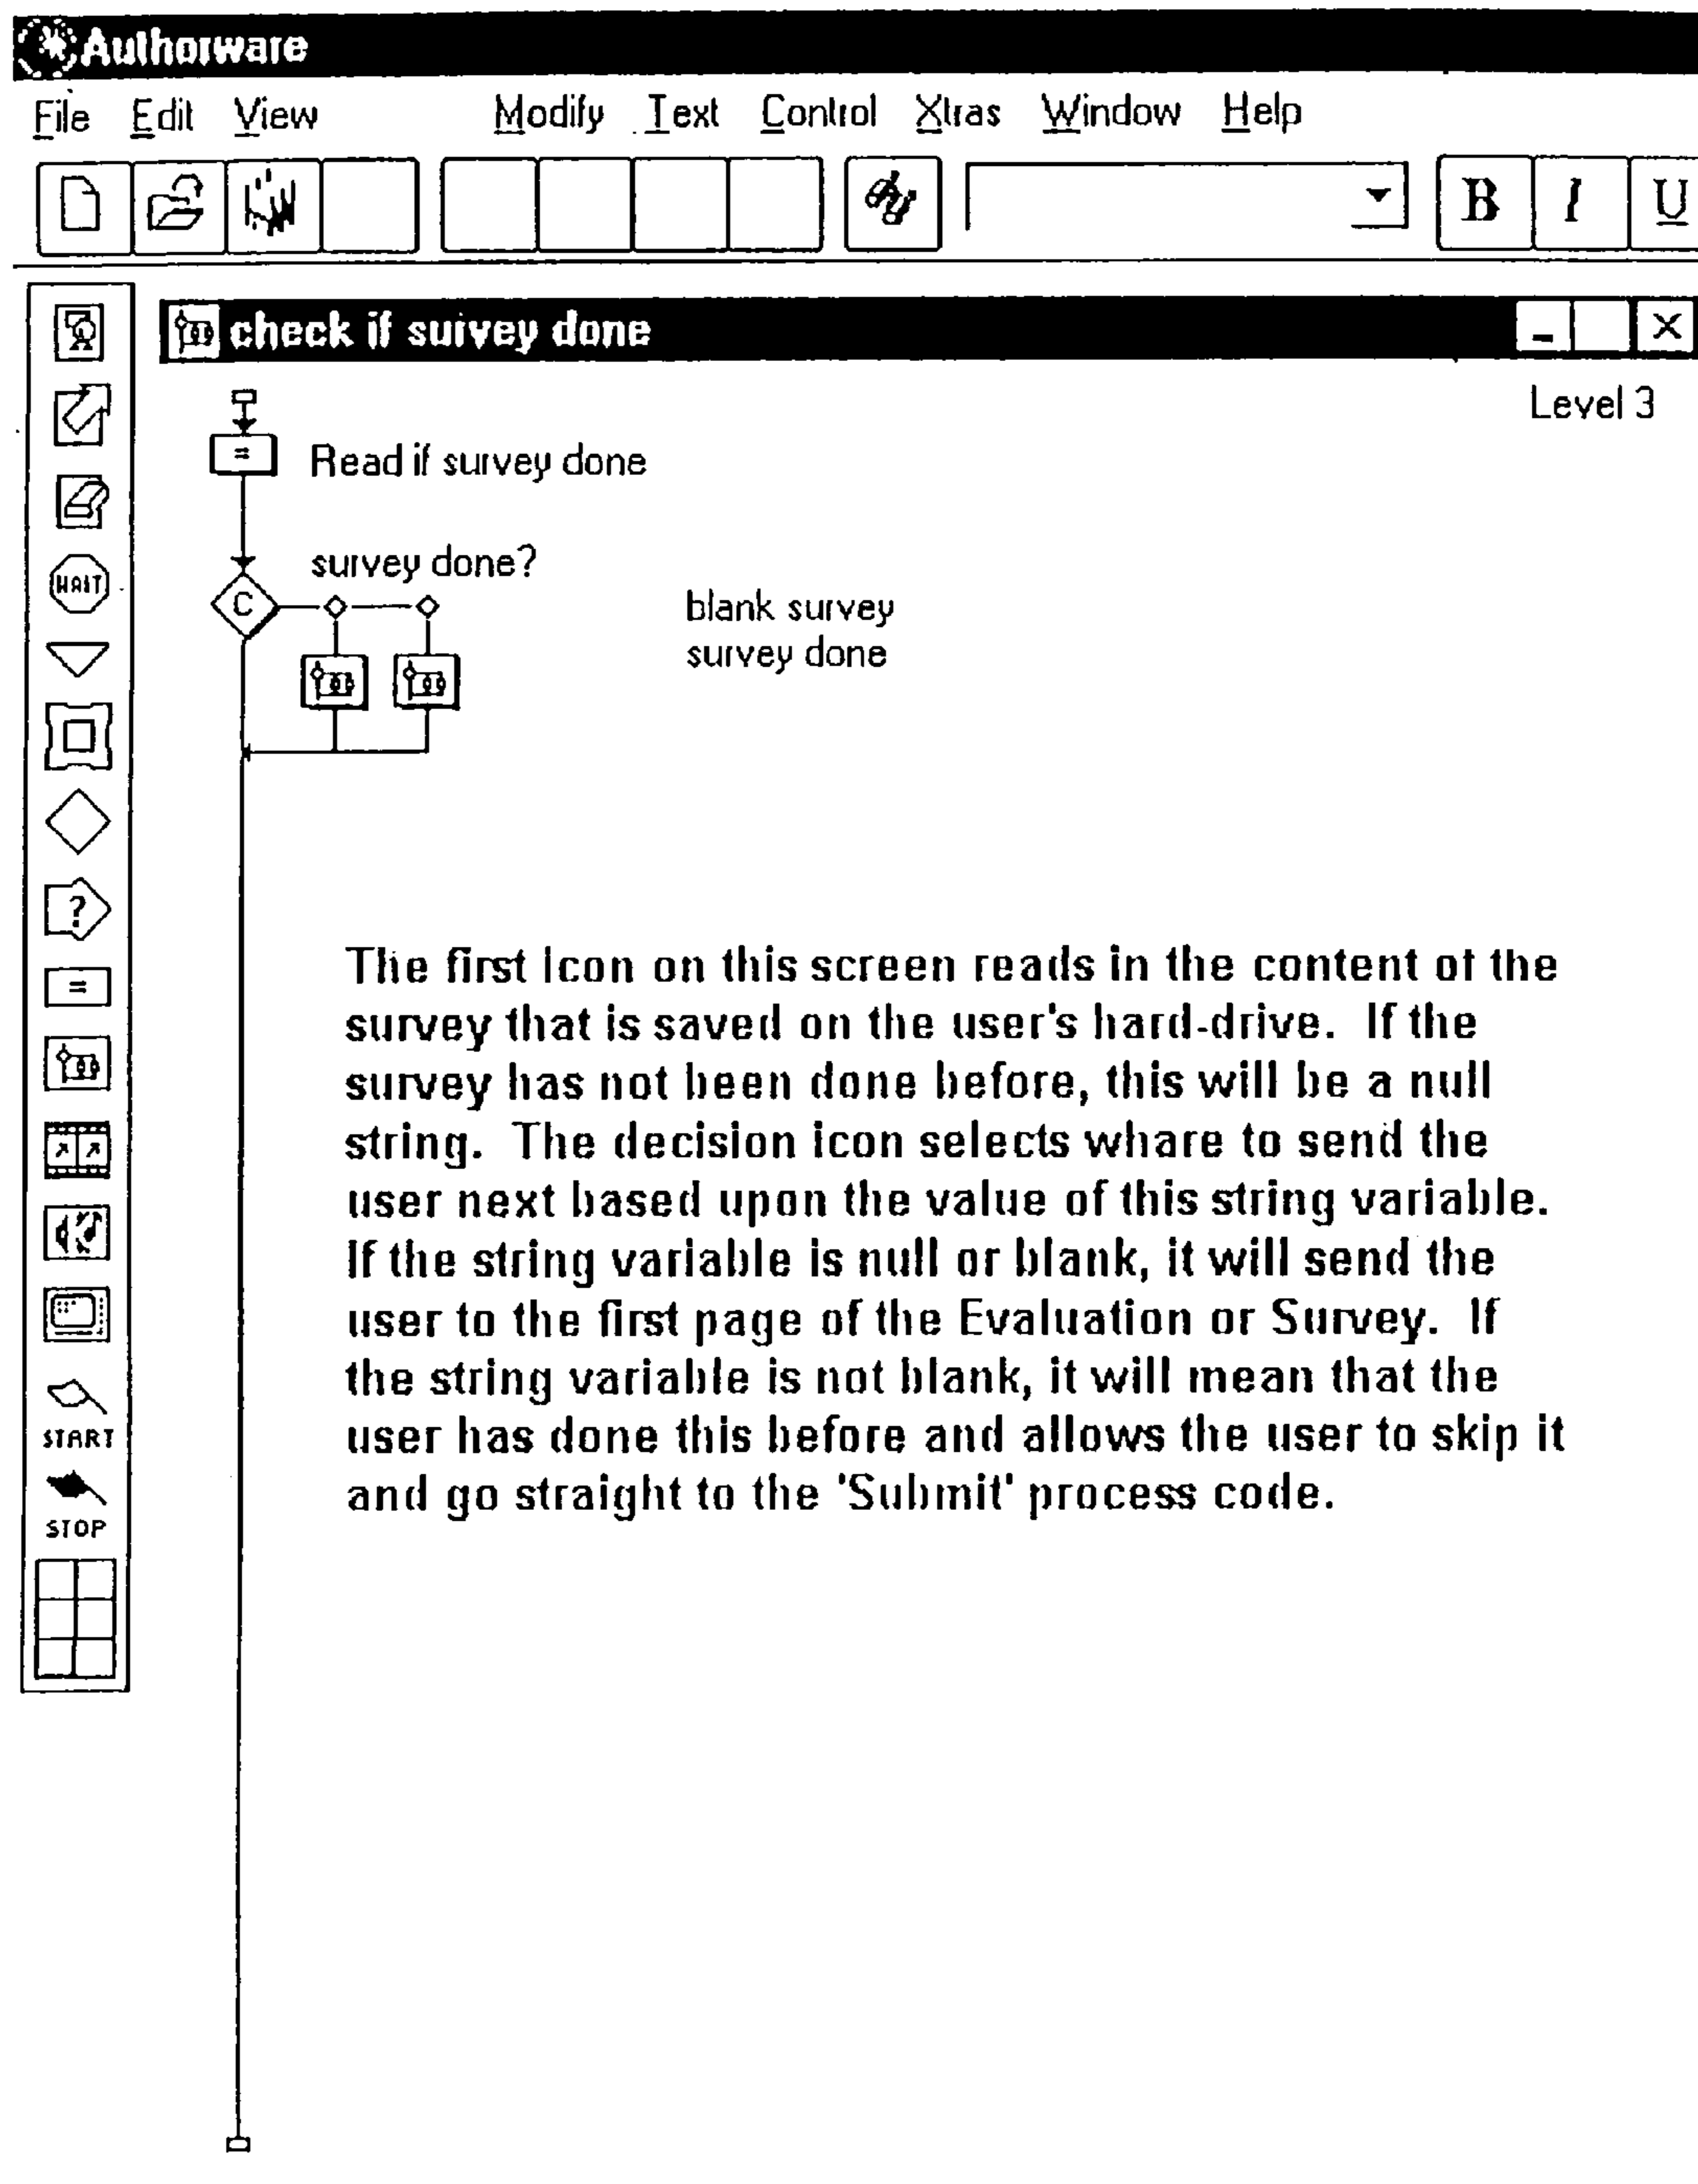 Authorware
File Edit View Modify Text Control Xtras Window Help
B I U
check if survey done
Level 3
=
Read if survey done
survey done?
C
blank survey
survey done
WAIT
?
=
START
STOP
The first icon on this screen reads in the content of the
survey that is saved on the user's hard-drive. If the
survey has not been done before, this will be a null
string. The decision icon selects whare to send the
user next based upon the value of this string variable.
If the string variable is null or blank, it will send the
user to the first page of the Evaluation or Survey. If
the string variable is not blank, it will mean that the
user has done this before and allows the user to skip it
and go straight to the 'Submit' process code.